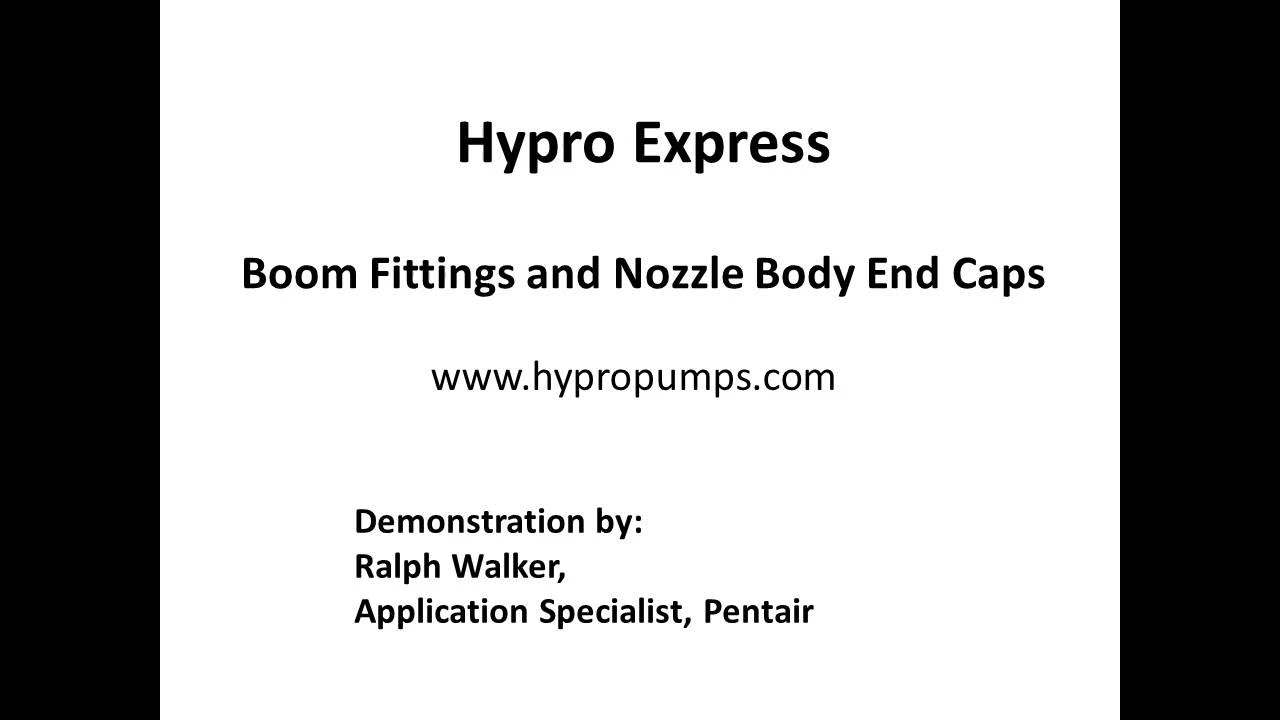 Hypro Express
Boom Fittings and Nozzle Body End Caps
www.hypropumps.com
Demonstration by:
Ralph Walker,
Application Specialist, Pentair